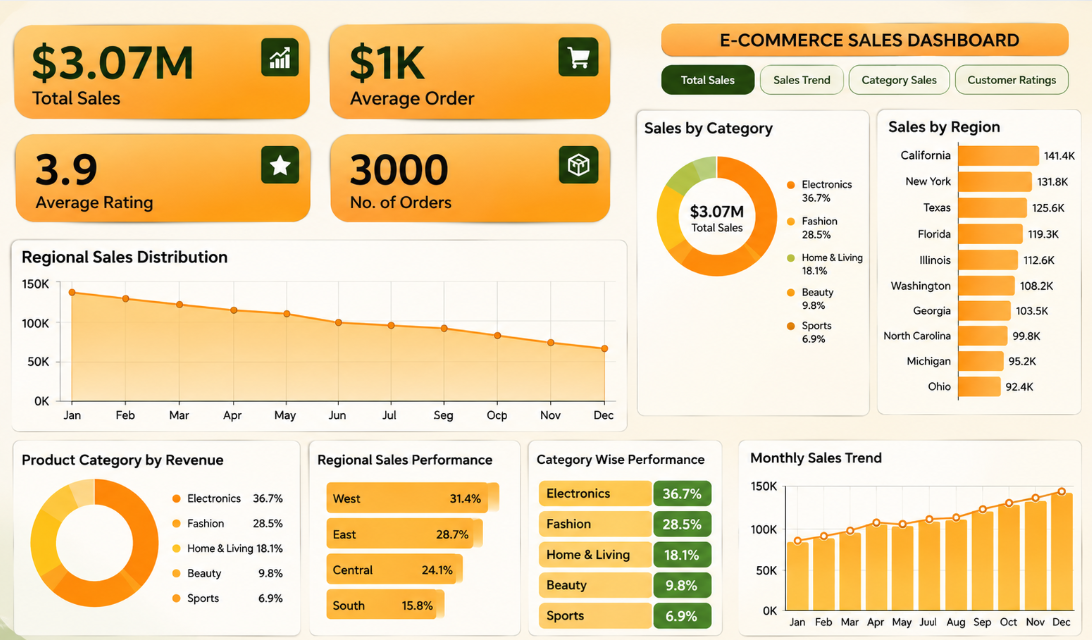 $3.07M
Total Sales
$1K
Average Order
3.9
Average Rating
3000
No. of Orders
E-COMMERCE SALES DASHBOARD
Total Sales
Sales Trend
Category Sales
Customer Ratings
Sales by Category
$3.07M
Total Sales
Electronics
36.7%
Fashion
28.5%
Home & Living
18.1%
Beauty
9.8%
Sports
6.9%
Sales by Region
California 141.4K
New York 131.8K
Texas 125.6K
Florida 119.3K
Illinois 112.6K
Washington 108.2K
Georgia 103.5K
North Carolina 99.8K
Michigan 95.2K
Ohio 92.4K
Regional Sales Distribution
150K
100K
50K
0K
Jan Feb Mar Apr May Jun Jul Seg Ocp Nov Dec
Product Category by Revenue
Electronics 36.7%
Fashion 28.5%
Home & Living 18.1%
Beauty 9.8%
Sports 6.9%
Regional Sales Performance
West 31.4%
East 28.7%
Central 24.1%
South 15.8%
Category Wise Performance
Electronics 36.7%
Fashion 28.5%
Home & Living 18.1%
Beauty 9.8%
Sports 6.9%
Monthly Sales Trend
150K
100K
50K
0K
Jan Feb Mar Apr May Juul Aug Sep Oct Nov Dec